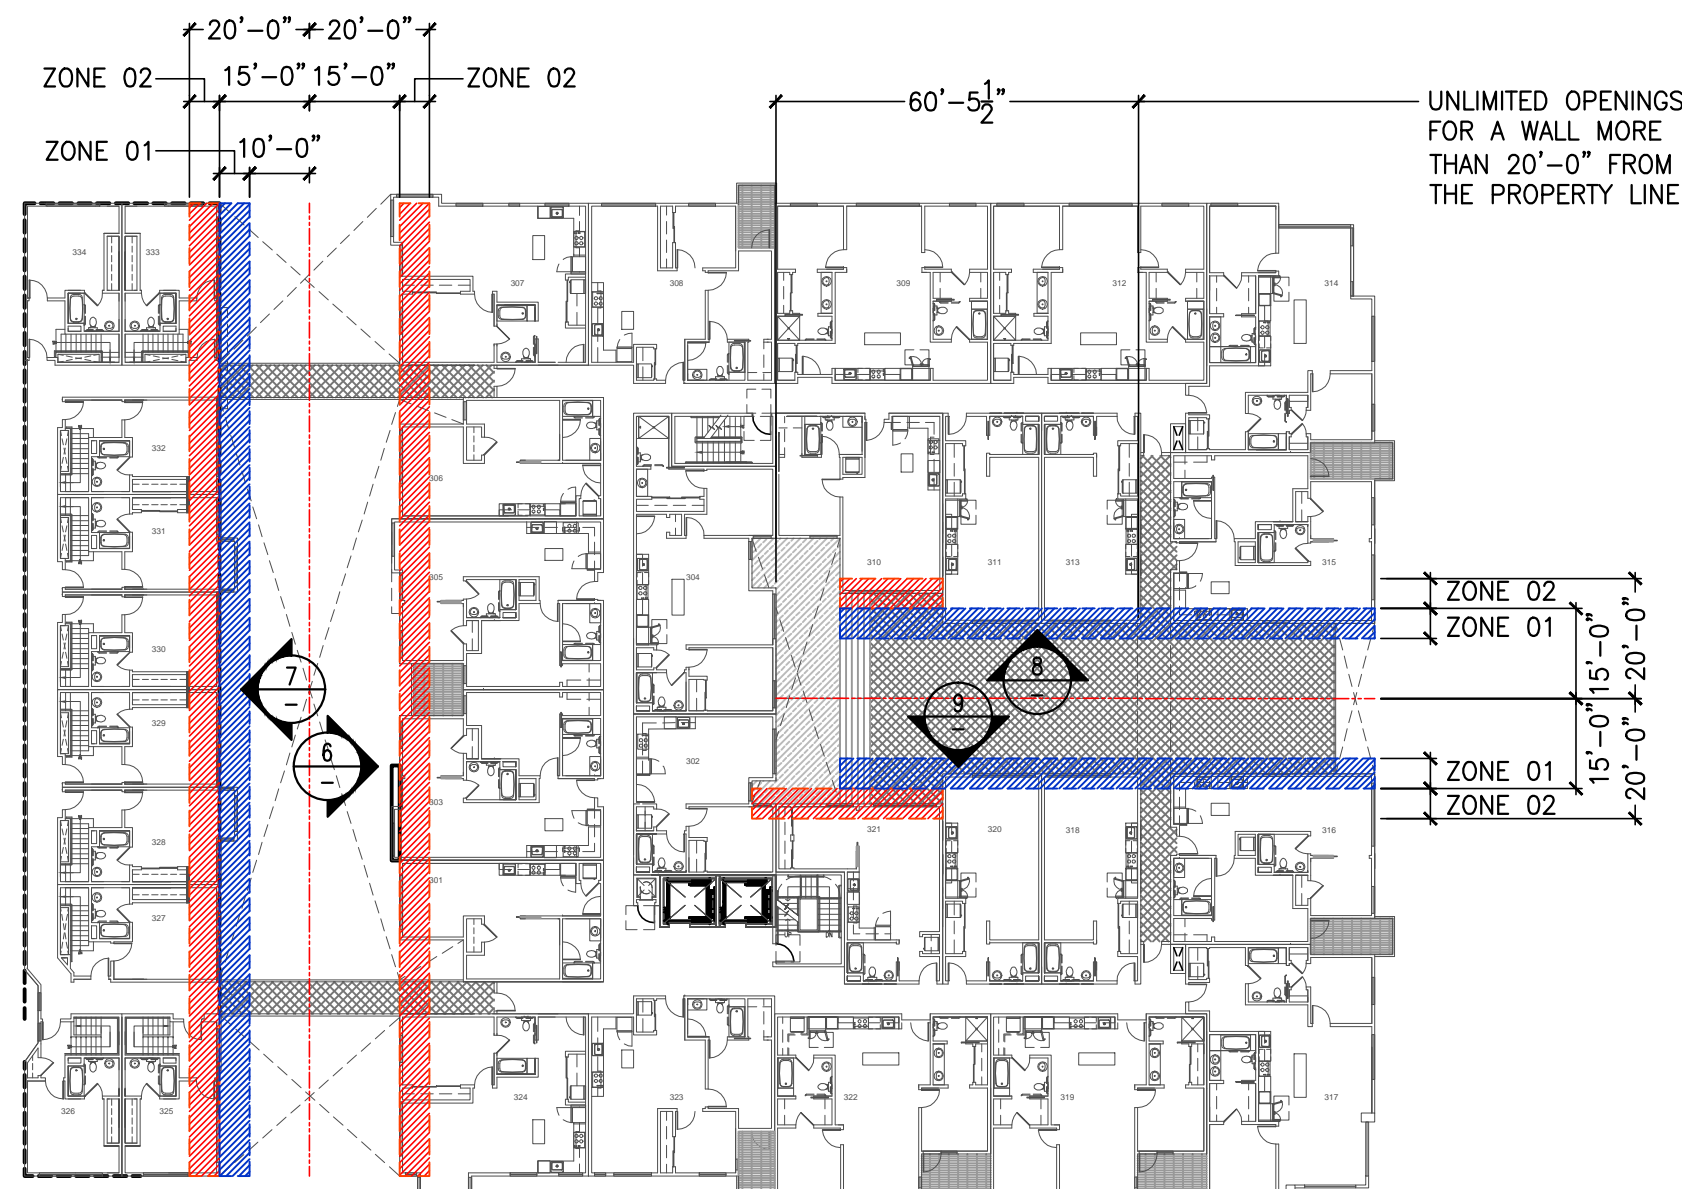 20'-0" 20'-0"
ZONE 02 15'-0" 15'-0" ZONE 02
60'-5½"
UNLIMITED OPENINGS
FOR A WALL MORE
THAN 20'-0" FROM
THE PROPERTY LINE
ZONE 01 10'-0"
334 333 307 308 309 312 314
332 306
331 305 304 310 311 313 315
ZONE 02
ZONE 01
15'-0" 20'-0"
330
7
–
8
–
329
9
–
6
–
302
15'-0" 20'-0"
ZONE 01
ZONE 02
328 303 321 320 318 316
327 301
DN
326 325 324 323 322 319 317